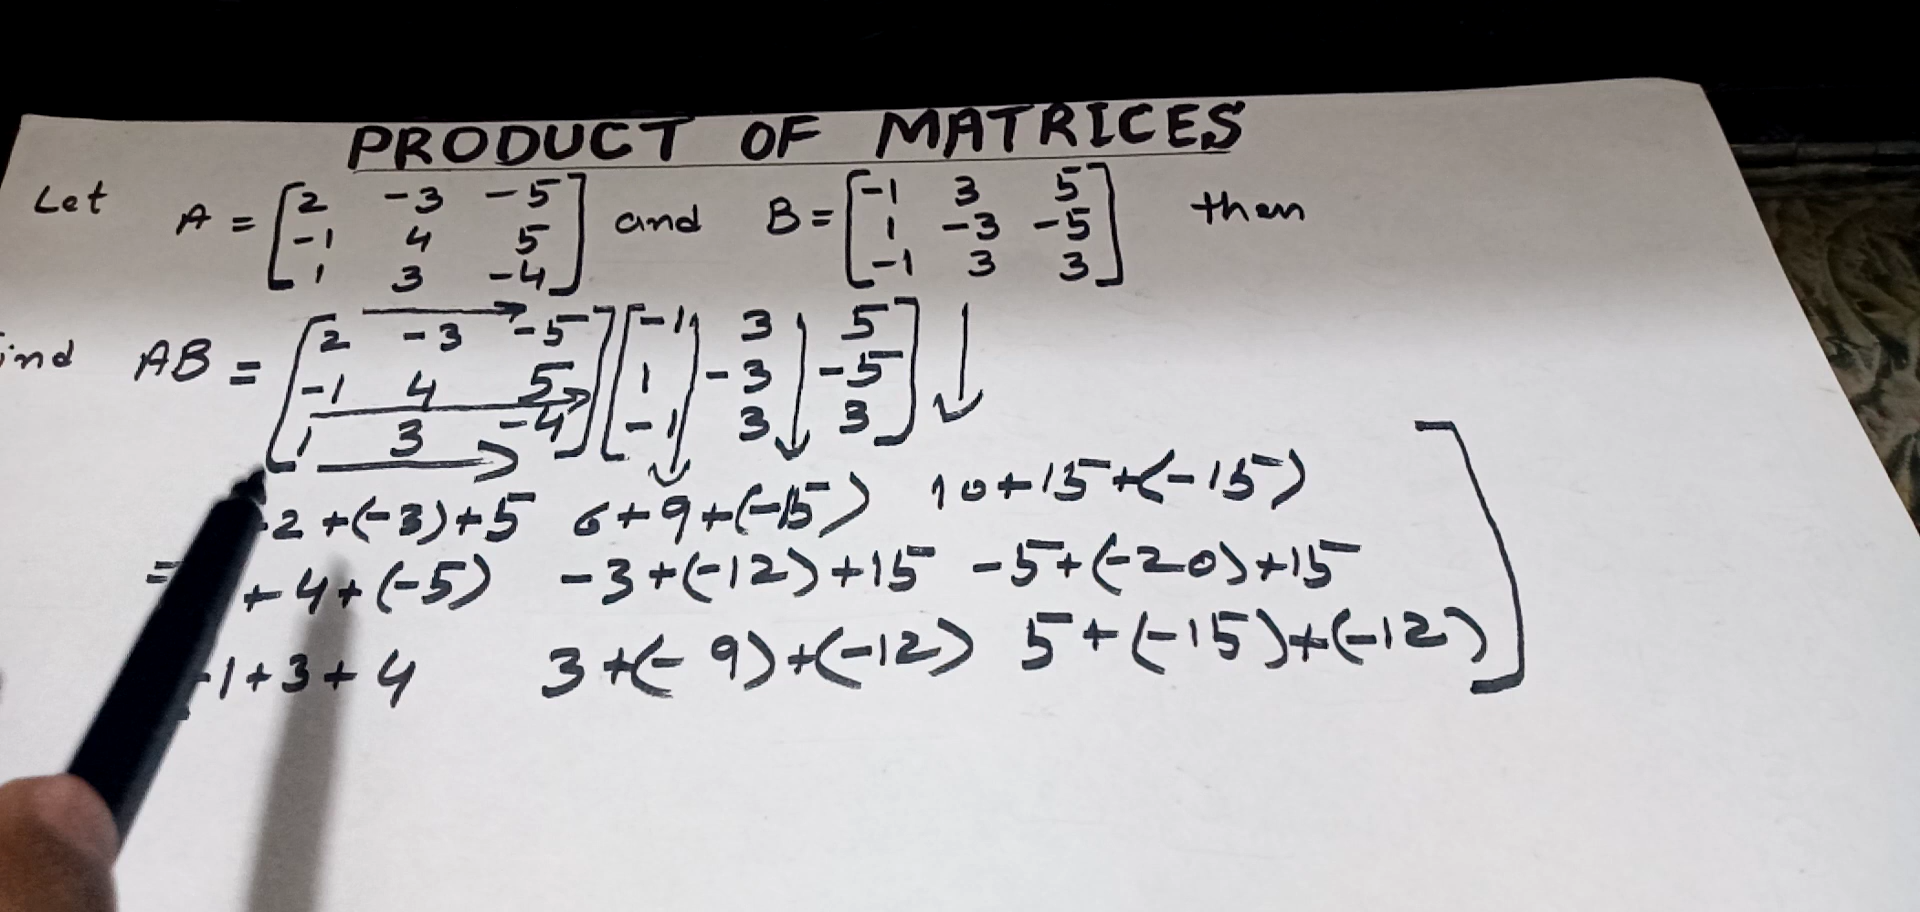 PRODUCT OF MATRICES
Let A = [2 -3 -5] and B = [-1 3 5] then
[-1 4 5] [1 -3 -5]
[1 3 -4] [-1 3 3]
ind AB = [2 -3 -5] [-1 3 5]
[-1 4 5] [1 -3 -5]
[1 3 -4] [-1 3 3]
-2 +(-3)+5 6+9+(-15) 10+15+(-15)
= +4+(-5) -3+(-12)+15 -5+(-20)+15
-1+3+4 3+(-9)+(-12) 5+(-15)+(-12)]